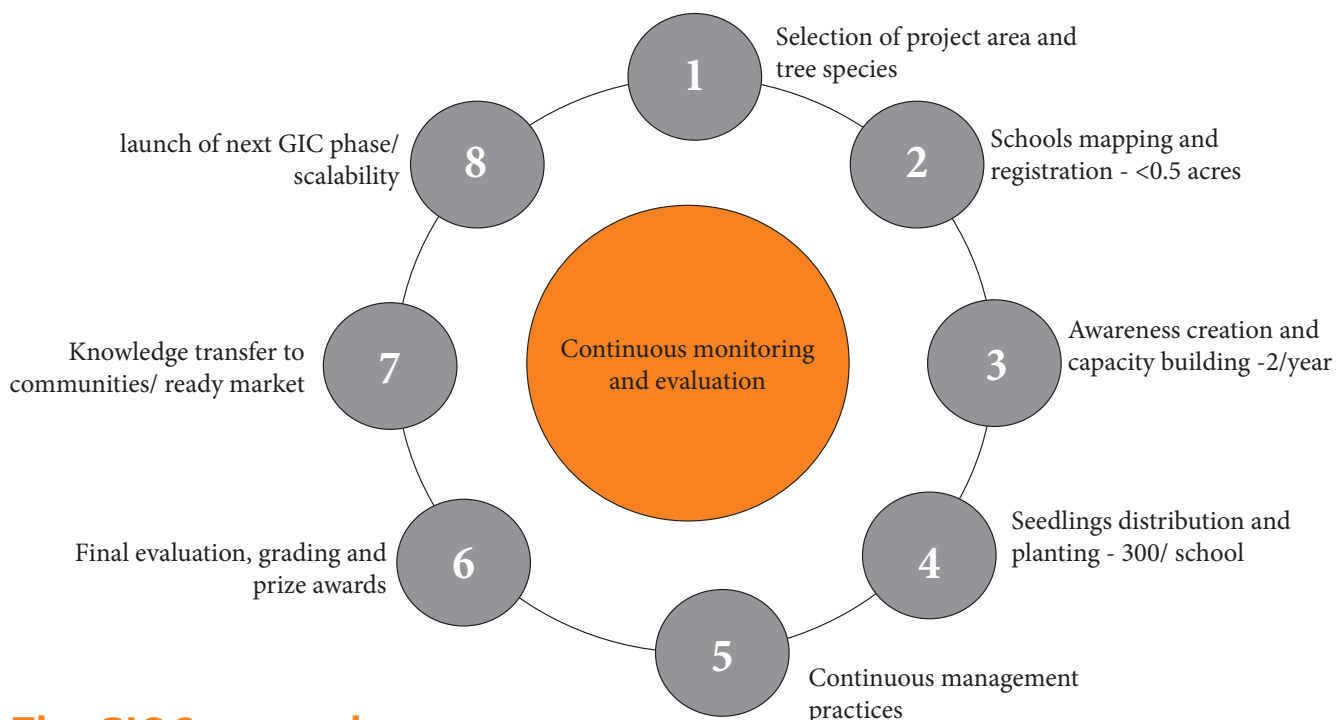 1
Selection of project area and
tree species
2
Schools mapping and
registration - <0.5 acres
3
Awareness creation and
capacity building -2/year
4
Seedlings distribution and
planting - 300/ school
5
Continuous management
practices
6
Final evaluation, grading and
prize awards
7
Knowledge transfer to
communities/ ready market
8
launch of next GIC phase/
scalability
Continuous monitoring
and evaluation